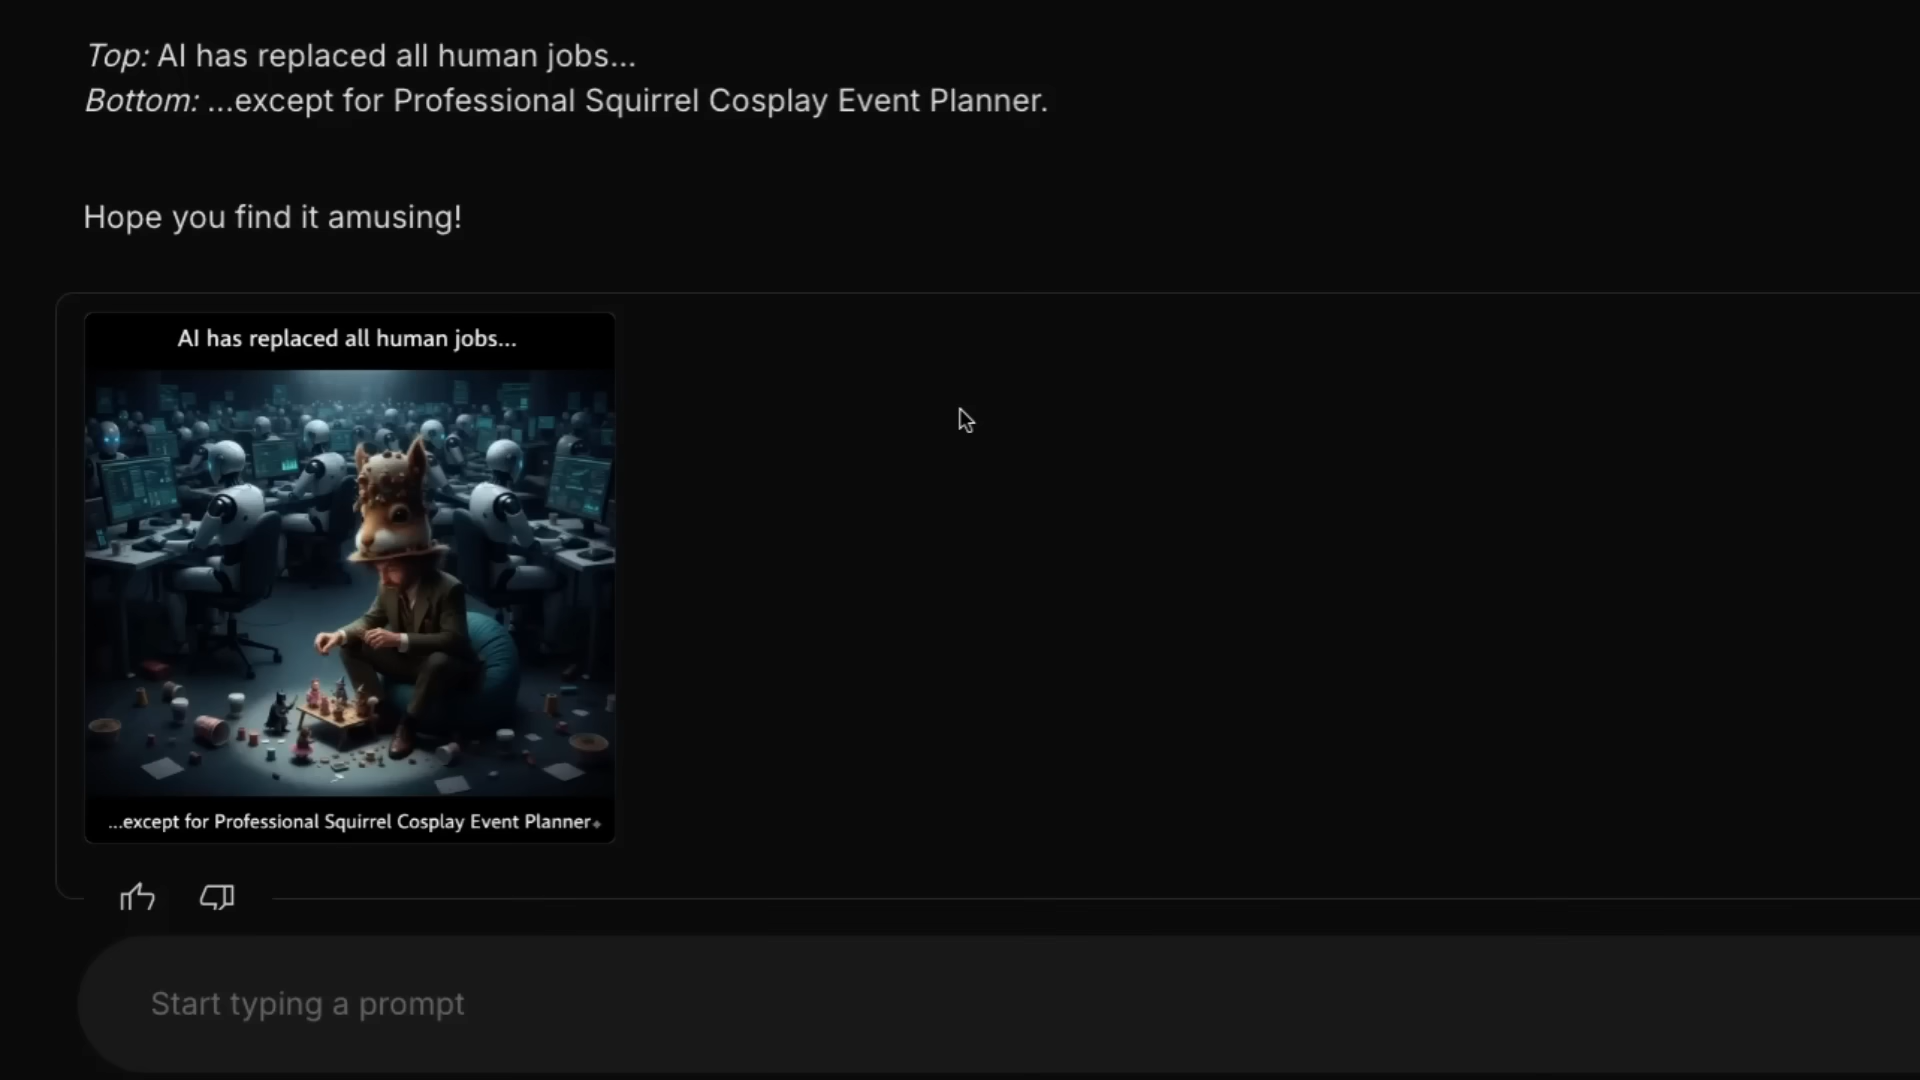 Top: AI has replaced all human jobs...
Bottom: ...except for Professional Squirrel Cosplay Event Planner.
Hope you find it amusing!
AI has replaced all human jobs...
...except for Professional Squirrel Cosplay Event Planner
Start typing a prompt